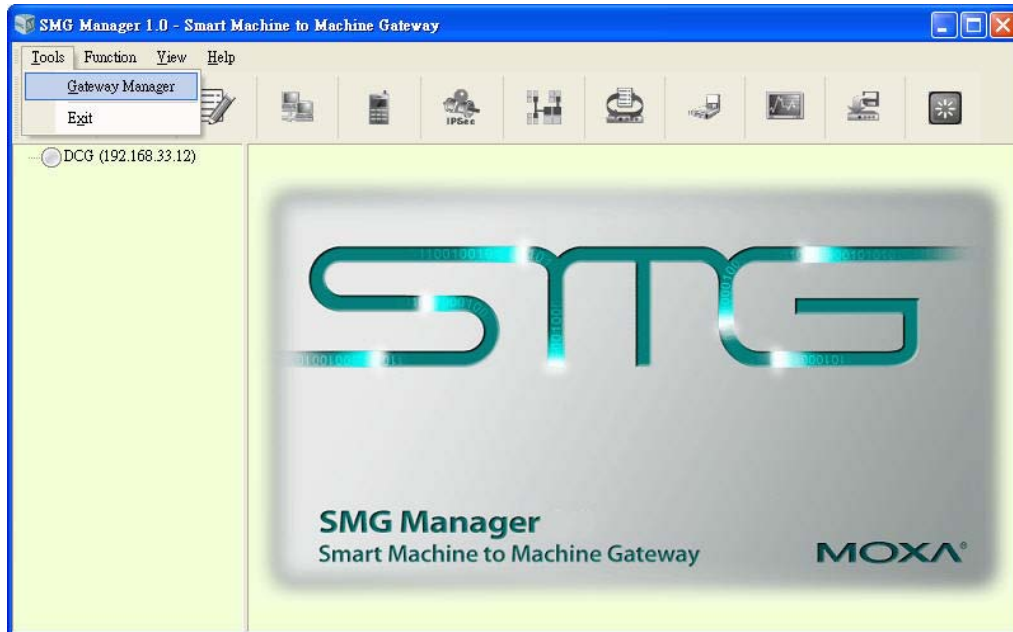 SMG Manager 1.0 - Smart Machine to Machine Gateway
Tools Function View Help
Gateway Manager
Exit
IPSec
DCG (192.168.33.12)
SMG
SMG Manager
Smart Machine to Machine Gateway
MOXA®